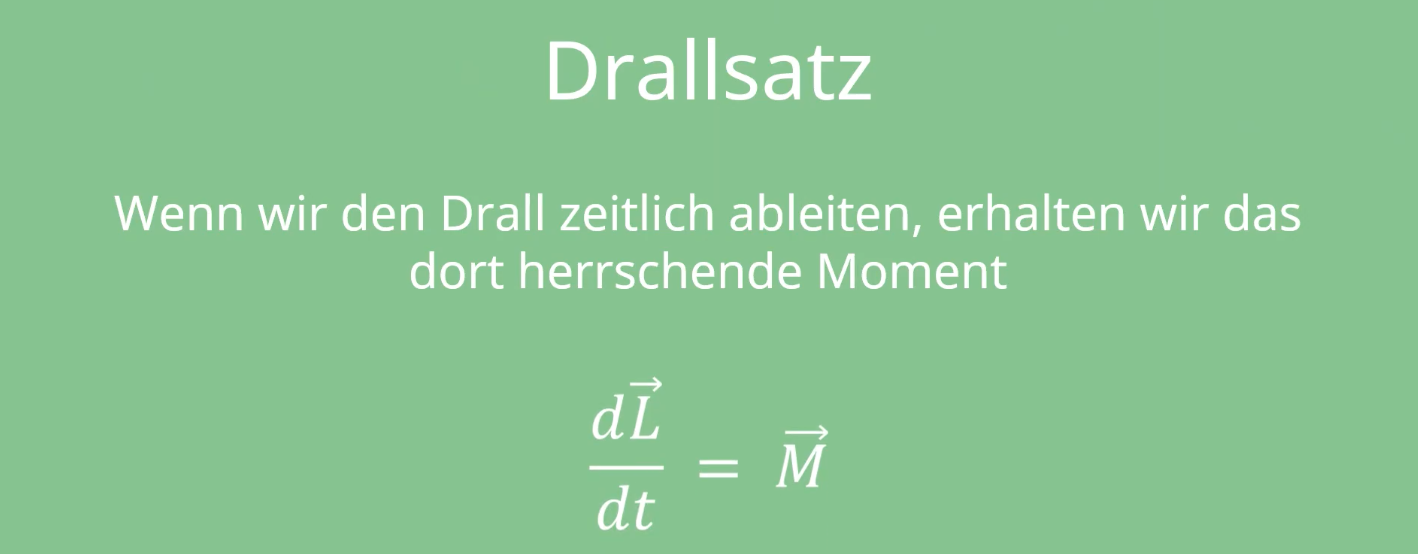 Drallsatz
Wenn wir den Drall zeitlich ableiten, erhalten wir das
dort herrschende Moment
$\frac{d\vec{L}}{dt} = \vec{M}$